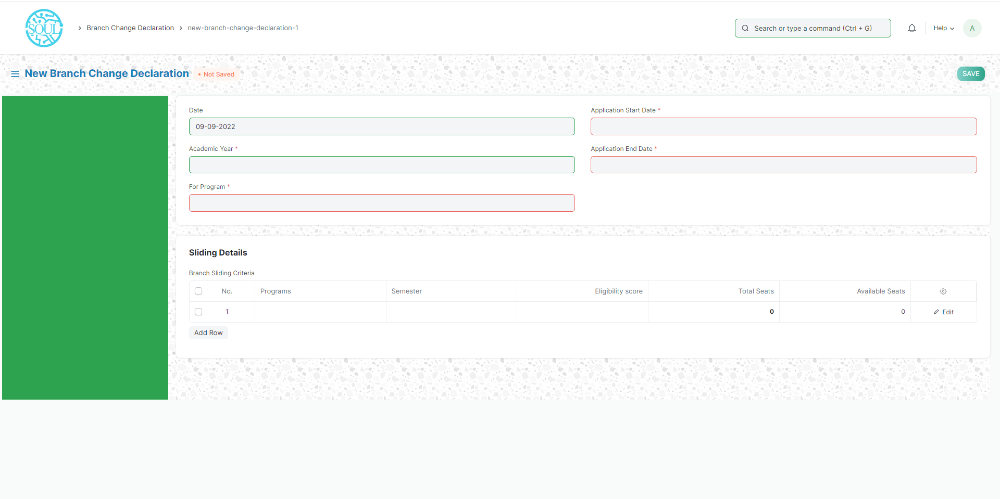 SOUL
Branch Change Declaration
new-branch-change-declaration-1
Search or type a command (Ctrl + G)
Help
A
New Branch Change Declaration
• Not Saved
SAVE
Date
09-09-2022
Academic Year *
For Program *
Application Start Date *
Application End Date *
Sliding Details
Branch Sliding Criteria
No. Programs Semester Eligibility score Total Seats Available Seats
1 0 0 Edit
Add Row